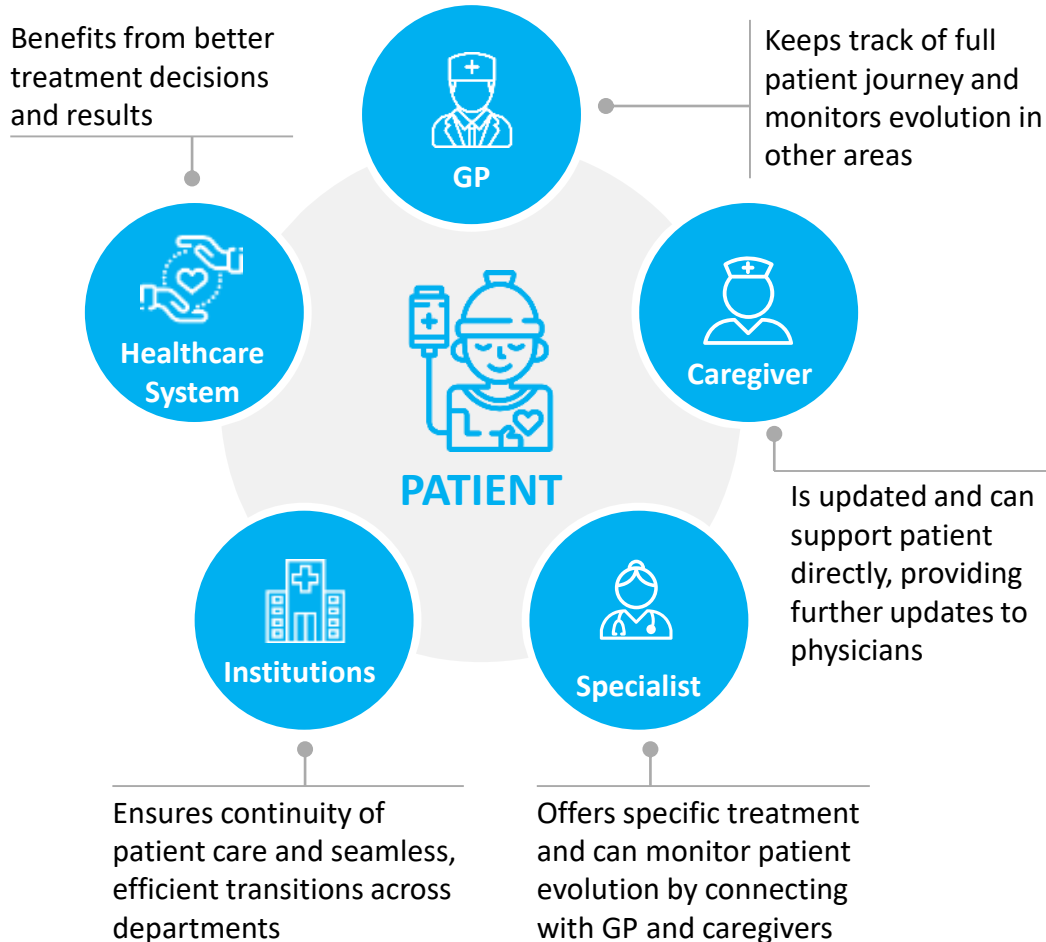 Benefits from better
treatment decisions
and results
GP
Keeps track of full
patient journey and
monitors evolution in
other areas
Healthcare
System
Caregiver
PATIENT
Is updated and can
support patient
directly, providing
further updates to
physicians
Institutions
Specialist
Ensures continuity of
patient care and seamless,
efficient transitions across
departments
Offers specific treatment
and can monitor patient
evolution by connecting
with GP and caregivers